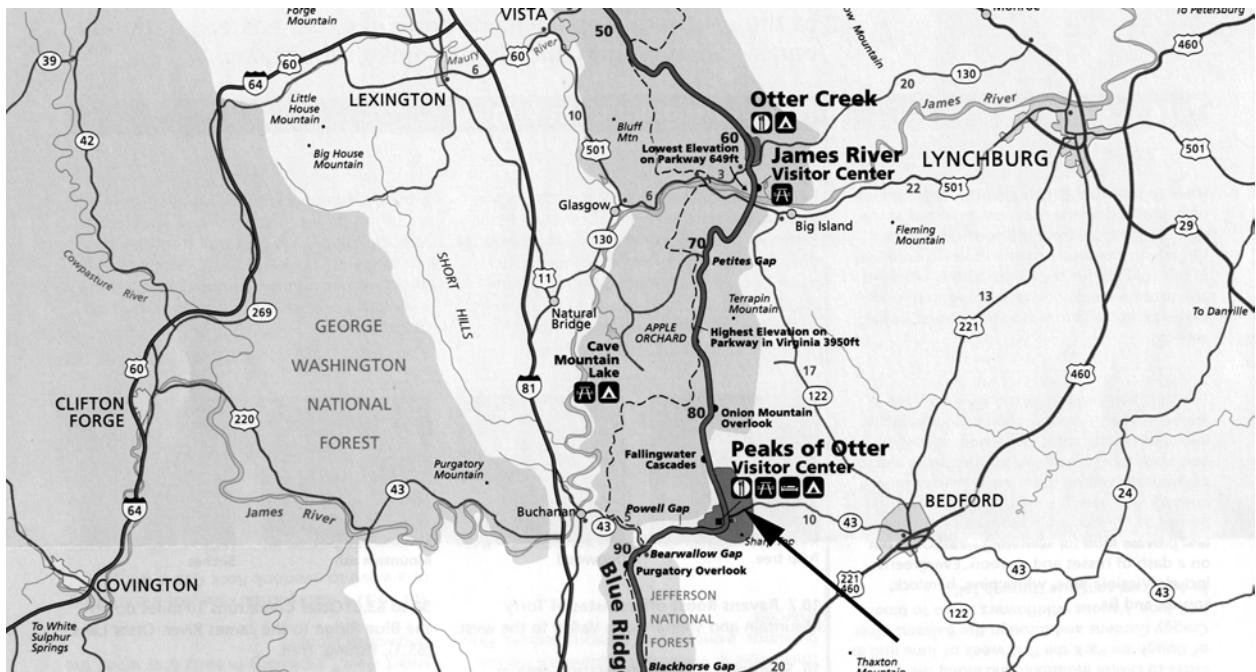 Forge
Mountain
VISTA
ow
Mountain
MONROE
To Petersburg
39
60
64
60
Maury
River
6
50
460
LEXINGTON
Little
House
Mountain
42
Big House
Mountain
10
Bluff
Mtn
501
Otter Creek
20
130
James River
60
Lowest Elevation
on Parkway 649ft
James River
Visitor Center
LYNCHBURG
501
3
6
22
501
Glasgow
130
Big Island
Fleming
Mountain
29
70
Petites Gap
Cowpasture River
SHORT
HILLS
11
269
Natural
Bridge
APPLE
ORCHARD
Terrapin
Mountain
13
221
To Danville
GEORGE
WASHINGTON
NATIONAL
FOREST
Highest Elevation on
Parkway in Virginia 3950ft
Cave
Mountain
Lake
60
81
17
122
460
CLIFTON
FORGE
220
80
Onion Mountain
Overlook
Fallingwater
Cascades
Peaks of Otter
Visitor Center
Purgatory
Mountain
43
64
James River
Buchanan
43
5
Powell Gap
10
43
BEDFORD
24
Sharp Top
90
Bearwallow Gap
Purgatory Overlook
43
43
COVINGTON
221
460
122
To White
Sulphur
Springs
Blue Ridg
JEFFERSON
NATIONAL
FOREST
Blackhorse Gap
20
Thaxton
Mountain